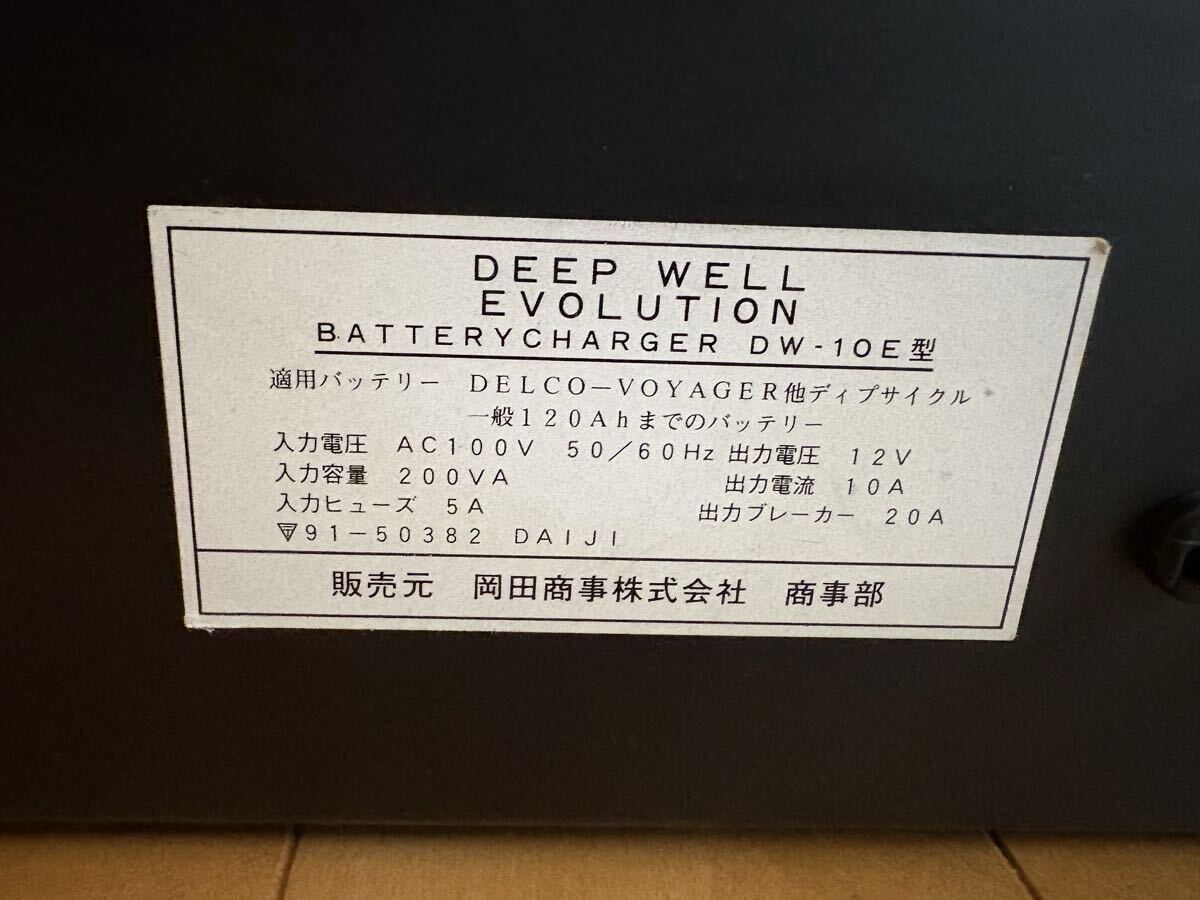 DEEP WELL
EVOLUTION
BATTERYCHARGER DW-10E型
適用バッテリー DELCO－VOYAGER他ディプサイクル
一般120Ahまでのバッテリー
入力電圧 AC100V 50／60Hz 出力電圧 12V
入力容量 200VA 出力電流 10A
入力ヒューズ 5A 出力ブレーカー 20A
91－50382 DAIJI
販売元 岡田商事株式会社 商事部